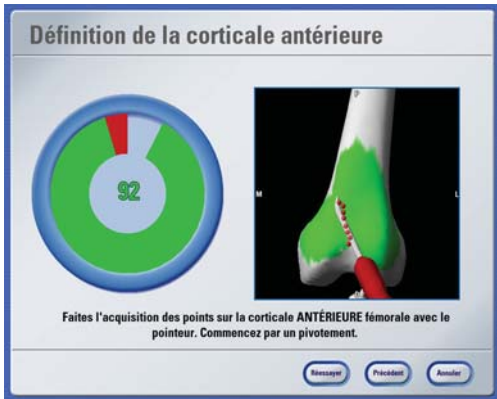 Définition de la corticale antérieure
92
P
M
L
Faites l'acquisition des points sur la corticale ANTÉRIEURE fémorale avec le
pointeur. Commencez par un pivotement.
Réessayer Précédent Annuler